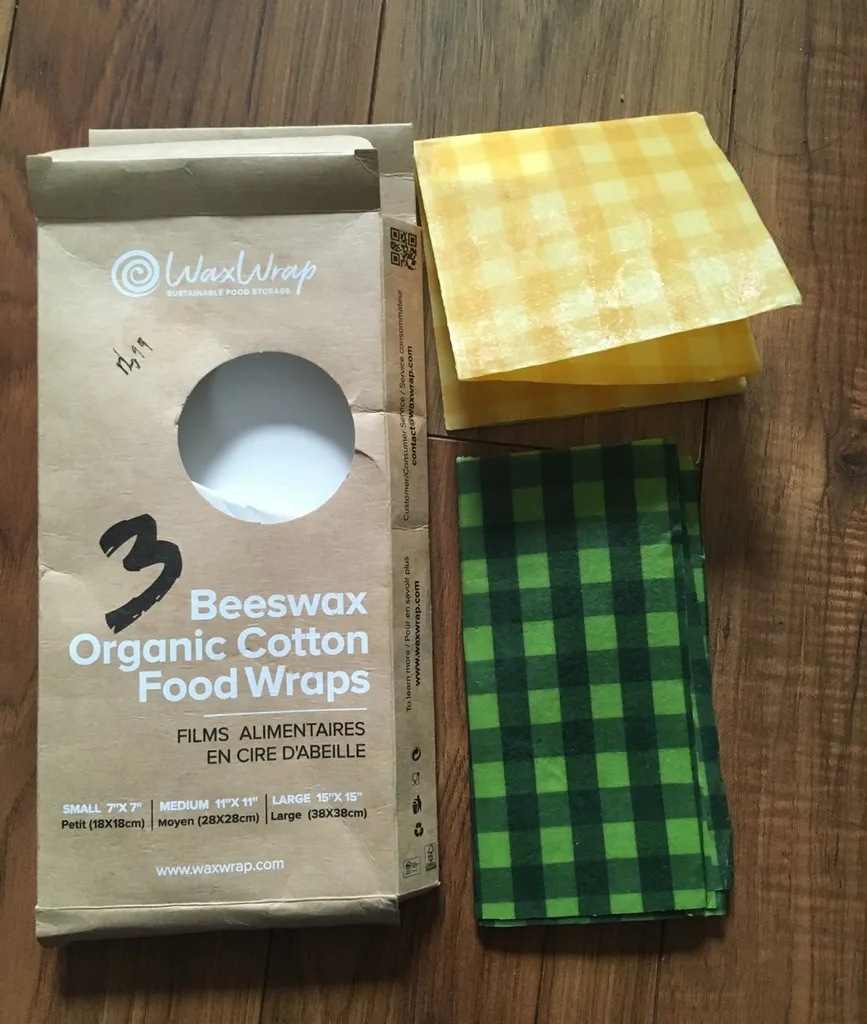 WaxWrap
SUSTAINABLE FOOD STORAGE
3
Beeswax
Organic Cotton
Food Wraps
FILMS ALIMENTAIRES
EN CIRE D'ABEILLE
SMALL 7"X 7" MEDIUM 11"X 11" LARGE 15"X 15"
Petit (18X18cm) Moyen (28X28cm) Large (38X38cm)
www.waxwrap.com
Customer/Consumer Service / Service consommateur
contact@waxwrap.com
To learn more / Pour en savoir plus
www.waxwrap.com